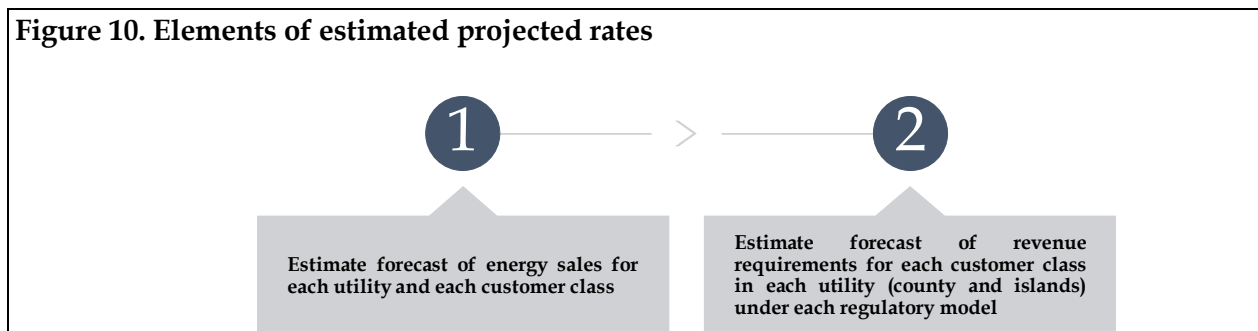 Figure 10. Elements of estimated projected rates
1
>
2
Estimate forecast of energy sales for
each utility and each customer class
Estimate forecast of revenue
requirements for each customer class
in each utility (county and islands)
under each regulatory model